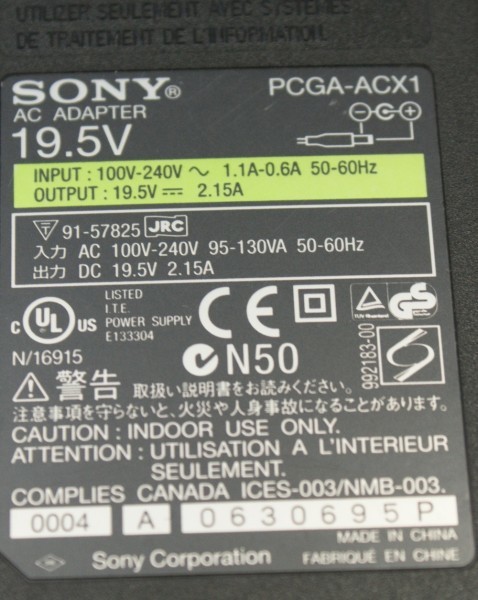 UTILIZER SEULEMENT AVEC SYSTEMES
DE TRAITEMENT DE L'INFORMATION.
SONY®
PCGA-ACX1
AC ADAPTER
19.5V
INPUT : 100V-240V ~ 1.1A-0.6A 50-60Hz
OUTPUT : 19.5V ⎓ 2.15A
T 91-57825 JRC
入力 AC 100V-240V 95-130VA 50-60Hz
出力 DC 19.5V 2.15A
C UL US
LISTED
I.T.E.
POWER SUPPLY
E133304
CE
TUV Rheinland
GS
N/16915
N50
992183-00
S
警告 取扱い説明書をお読みください。
注意事項を守らないと、火災や人身事故になることがあります。
CAUTION : INDOOR USE ONLY.
ATTENTION : UTILISATION A L'INTERIEUR
SEULEMENT.
COMPLIES CANADA ICES-003/NMB-003.
0004 A 0630695P
MADE IN CHINA
Sony Corporation
FABRIQUÉ EN CHINE